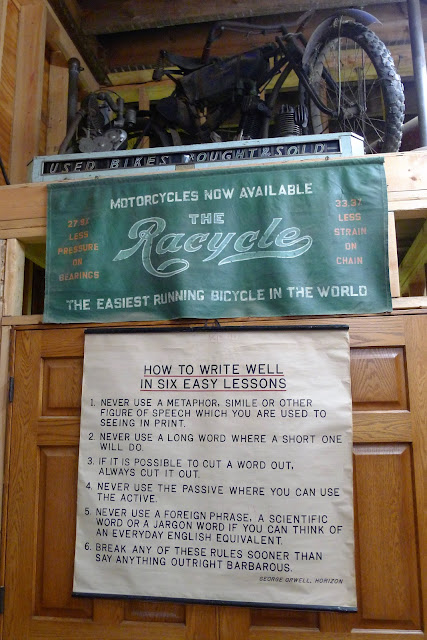 USED BIKES BOUGHT & SOLD
MOTORCYCLES NOW AVAILABLE
THE
Racycle
27.9%
LESS
PRESSURE
ON
BEARINGS
33.3%
LESS
STRAIN
ON
CHAIN
THE EASIEST RUNNING BICYCLE IN THE WORLD
HOW TO WRITE WELL
IN SIX EASY LESSONS
1. NEVER USE A METAPHOR, SIMILE OR OTHER
FIGURE OF SPEECH WHICH YOU ARE USED TO
SEEING IN PRINT.
2. NEVER USE A LONG WORD WHERE A SHORT ONE
WILL DO.
3. IF IT IS POSSIBLE TO CUT A WORD OUT,
ALWAYS CUT IT OUT.
4. NEVER USE THE PASSIVE WHERE YOU CAN USE
THE ACTIVE.
5. NEVER USE A FOREIGN PHRASE, A SCIENTIFIC
WORD OR A JARGON WORD IF YOU CAN THINK OF
AN EVERYDAY ENGLISH EQUIVALENT.
6. BREAK ANY OF THESE RULES SOONER THAN
SAY ANYTHING OUTRIGHT BARBAROUS.
GEORGE ORWELL, HORIZON